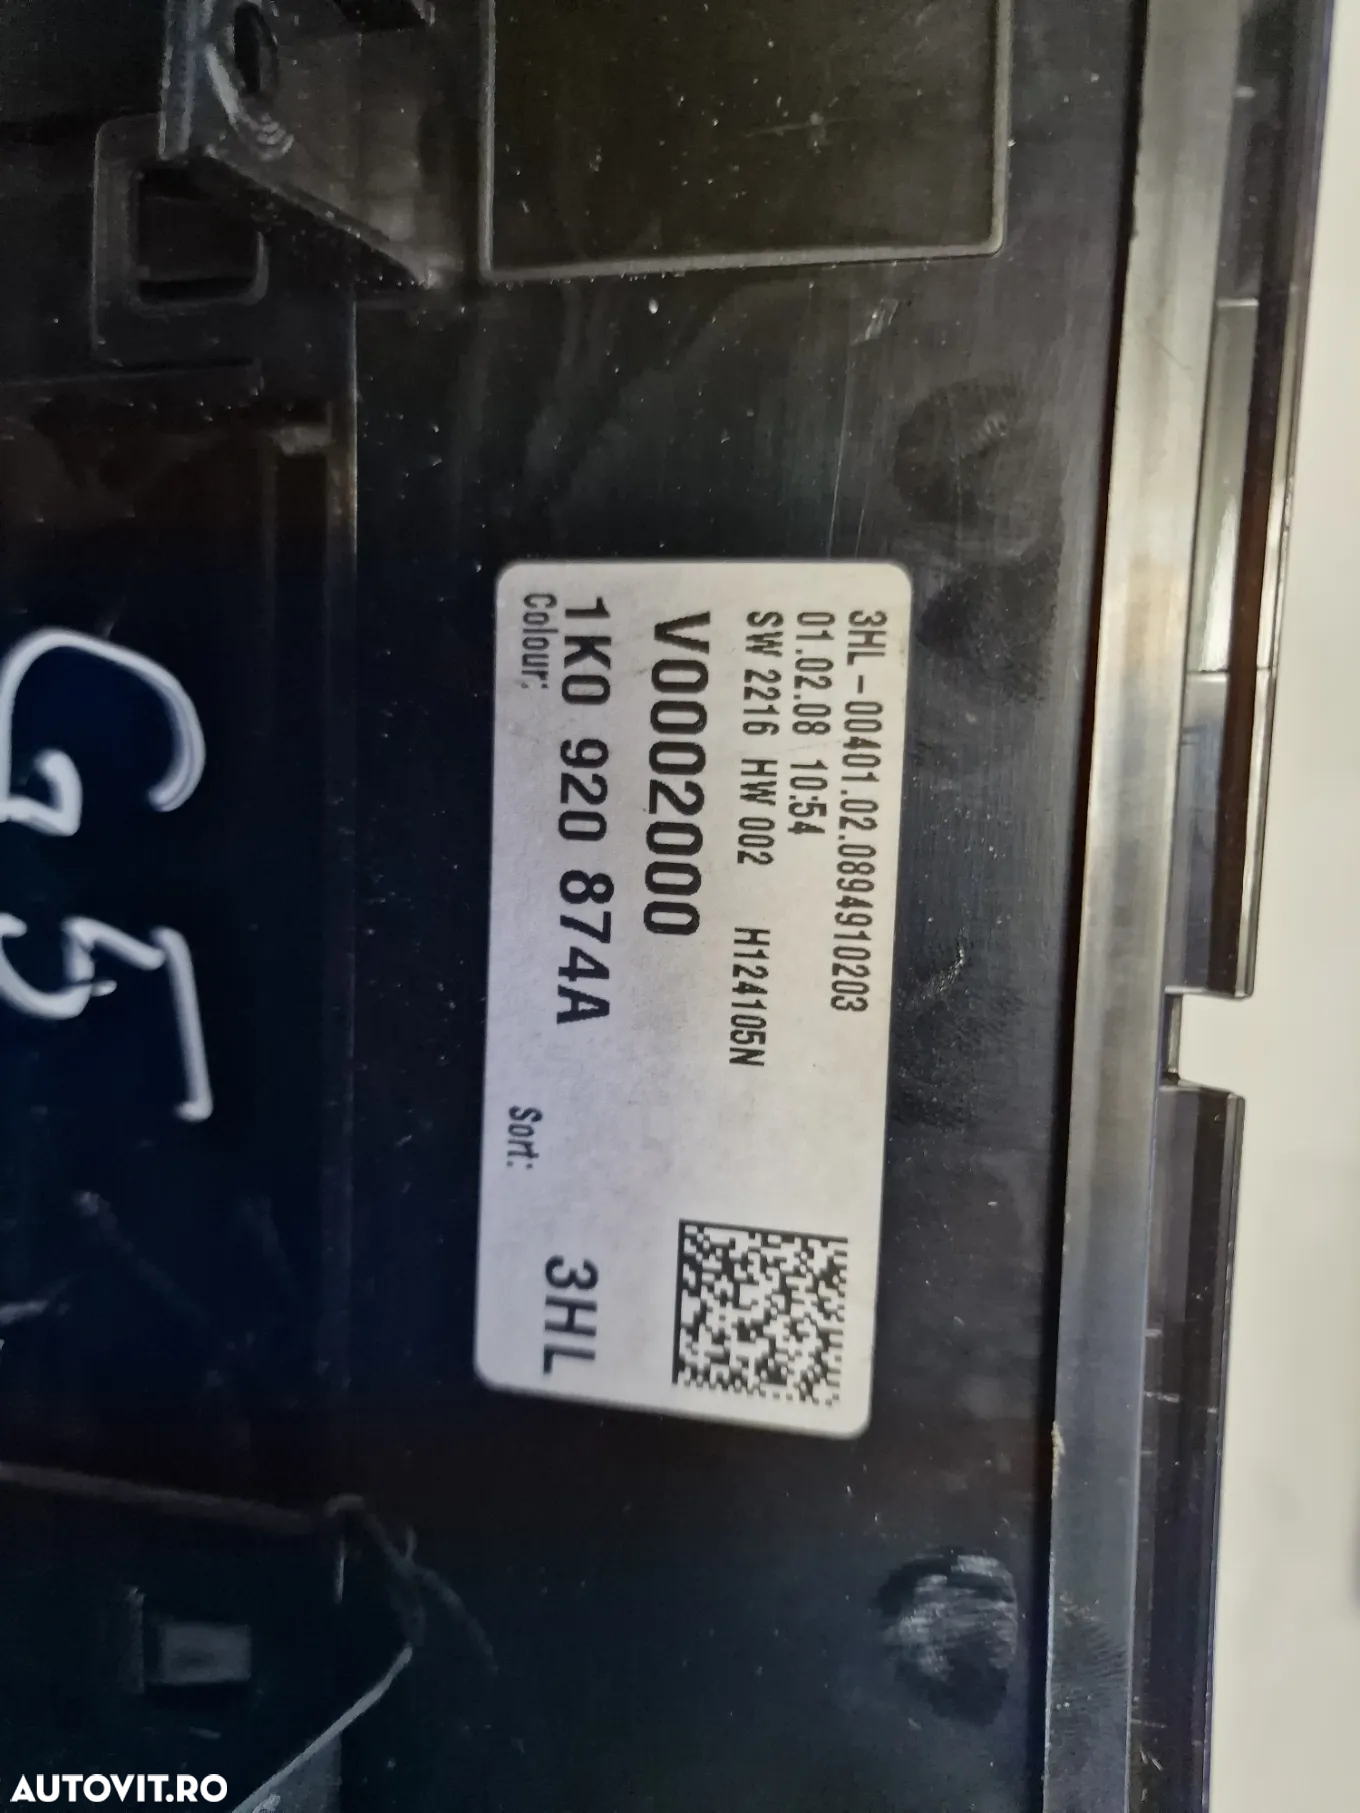 3HL-00401.02.0894910203
01.02.08 10:54
SW 2216 HW 002 H124105N
V0002000
1K0 920 874A 3HL
Colour: Sort:
G5
AUTOVIT.RO